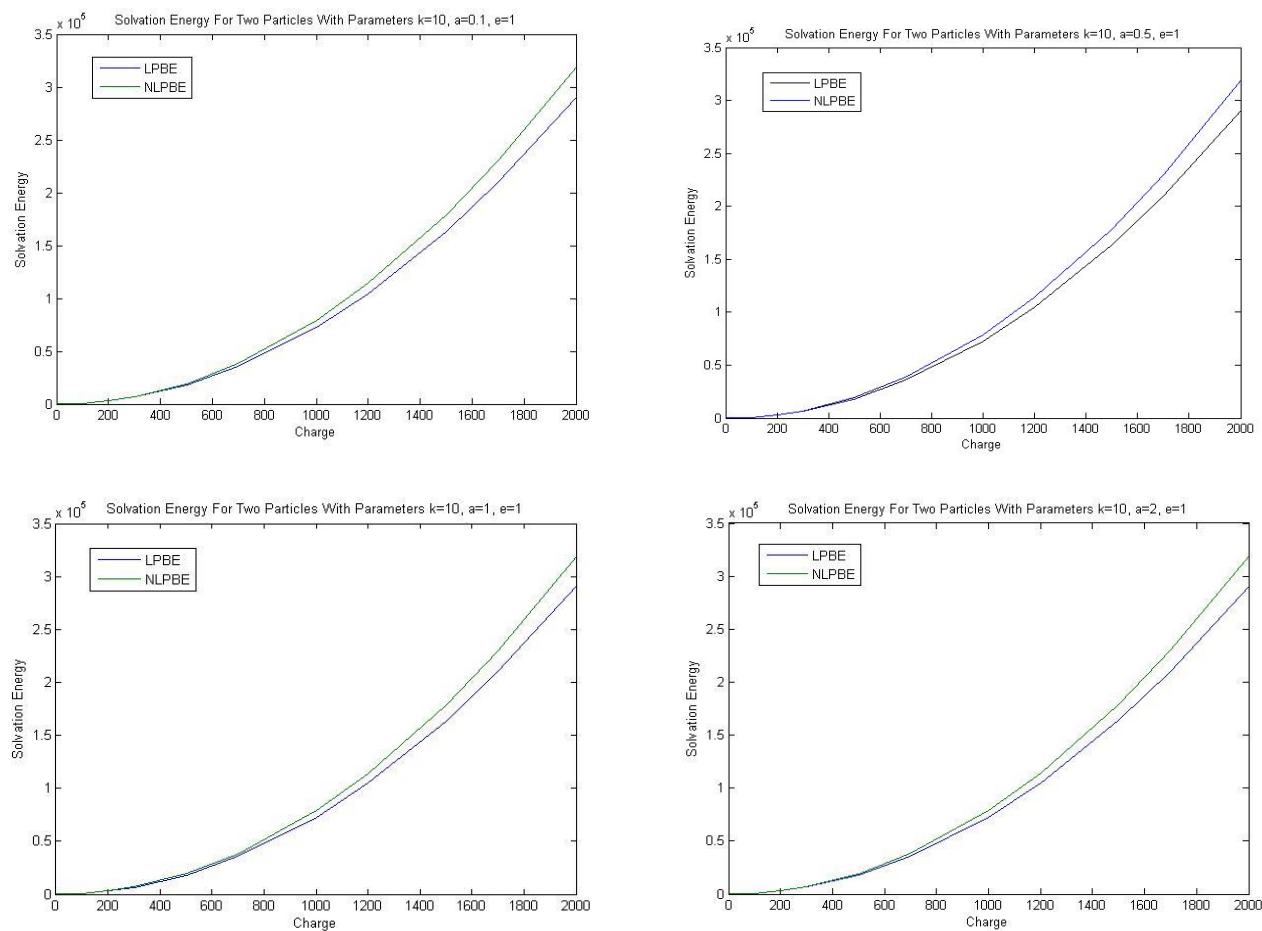 Solvation Energy For Two Particles With Parameters k=10, a=0.1, e=1
x 10^5
3.5
3
2.5
2
1.5
1
0.5
0
LPBE
NLPBE
Solvation Energy
0 200 400 600 800 1000 1200 1400 1600 1800 2000
Charge
Solvation Energy For Two Particles With Parameters k=10, a=0.5, e=1
x 10^5
3.5
3
2.5
2
1.5
1
0.5
0
LPBE
NLPBE
Solvation Energy
0 200 400 600 800 1000 1200 1400 1600 1800 2000
Charge
Solvation Energy For Two Particles With Parameters k=10, a=1, e=1
x 10^5
3.5
3
2.5
2
1.5
1
0.5
0
LPBE
NLPBE
Solvation Energy
0 200 400 600 800 1000 1200 1400 1600 1800 2000
Charge
Solvation Energy For Two Particles With Parameters k=10, a=2, e=1
x 10^5
3.5
3
2.5
2
1.5
1
0.5
0
LPBE
NLPBE
Solvation Energy
0 200 400 600 800 1000 1200 1400 1600 1800 2000
Charge